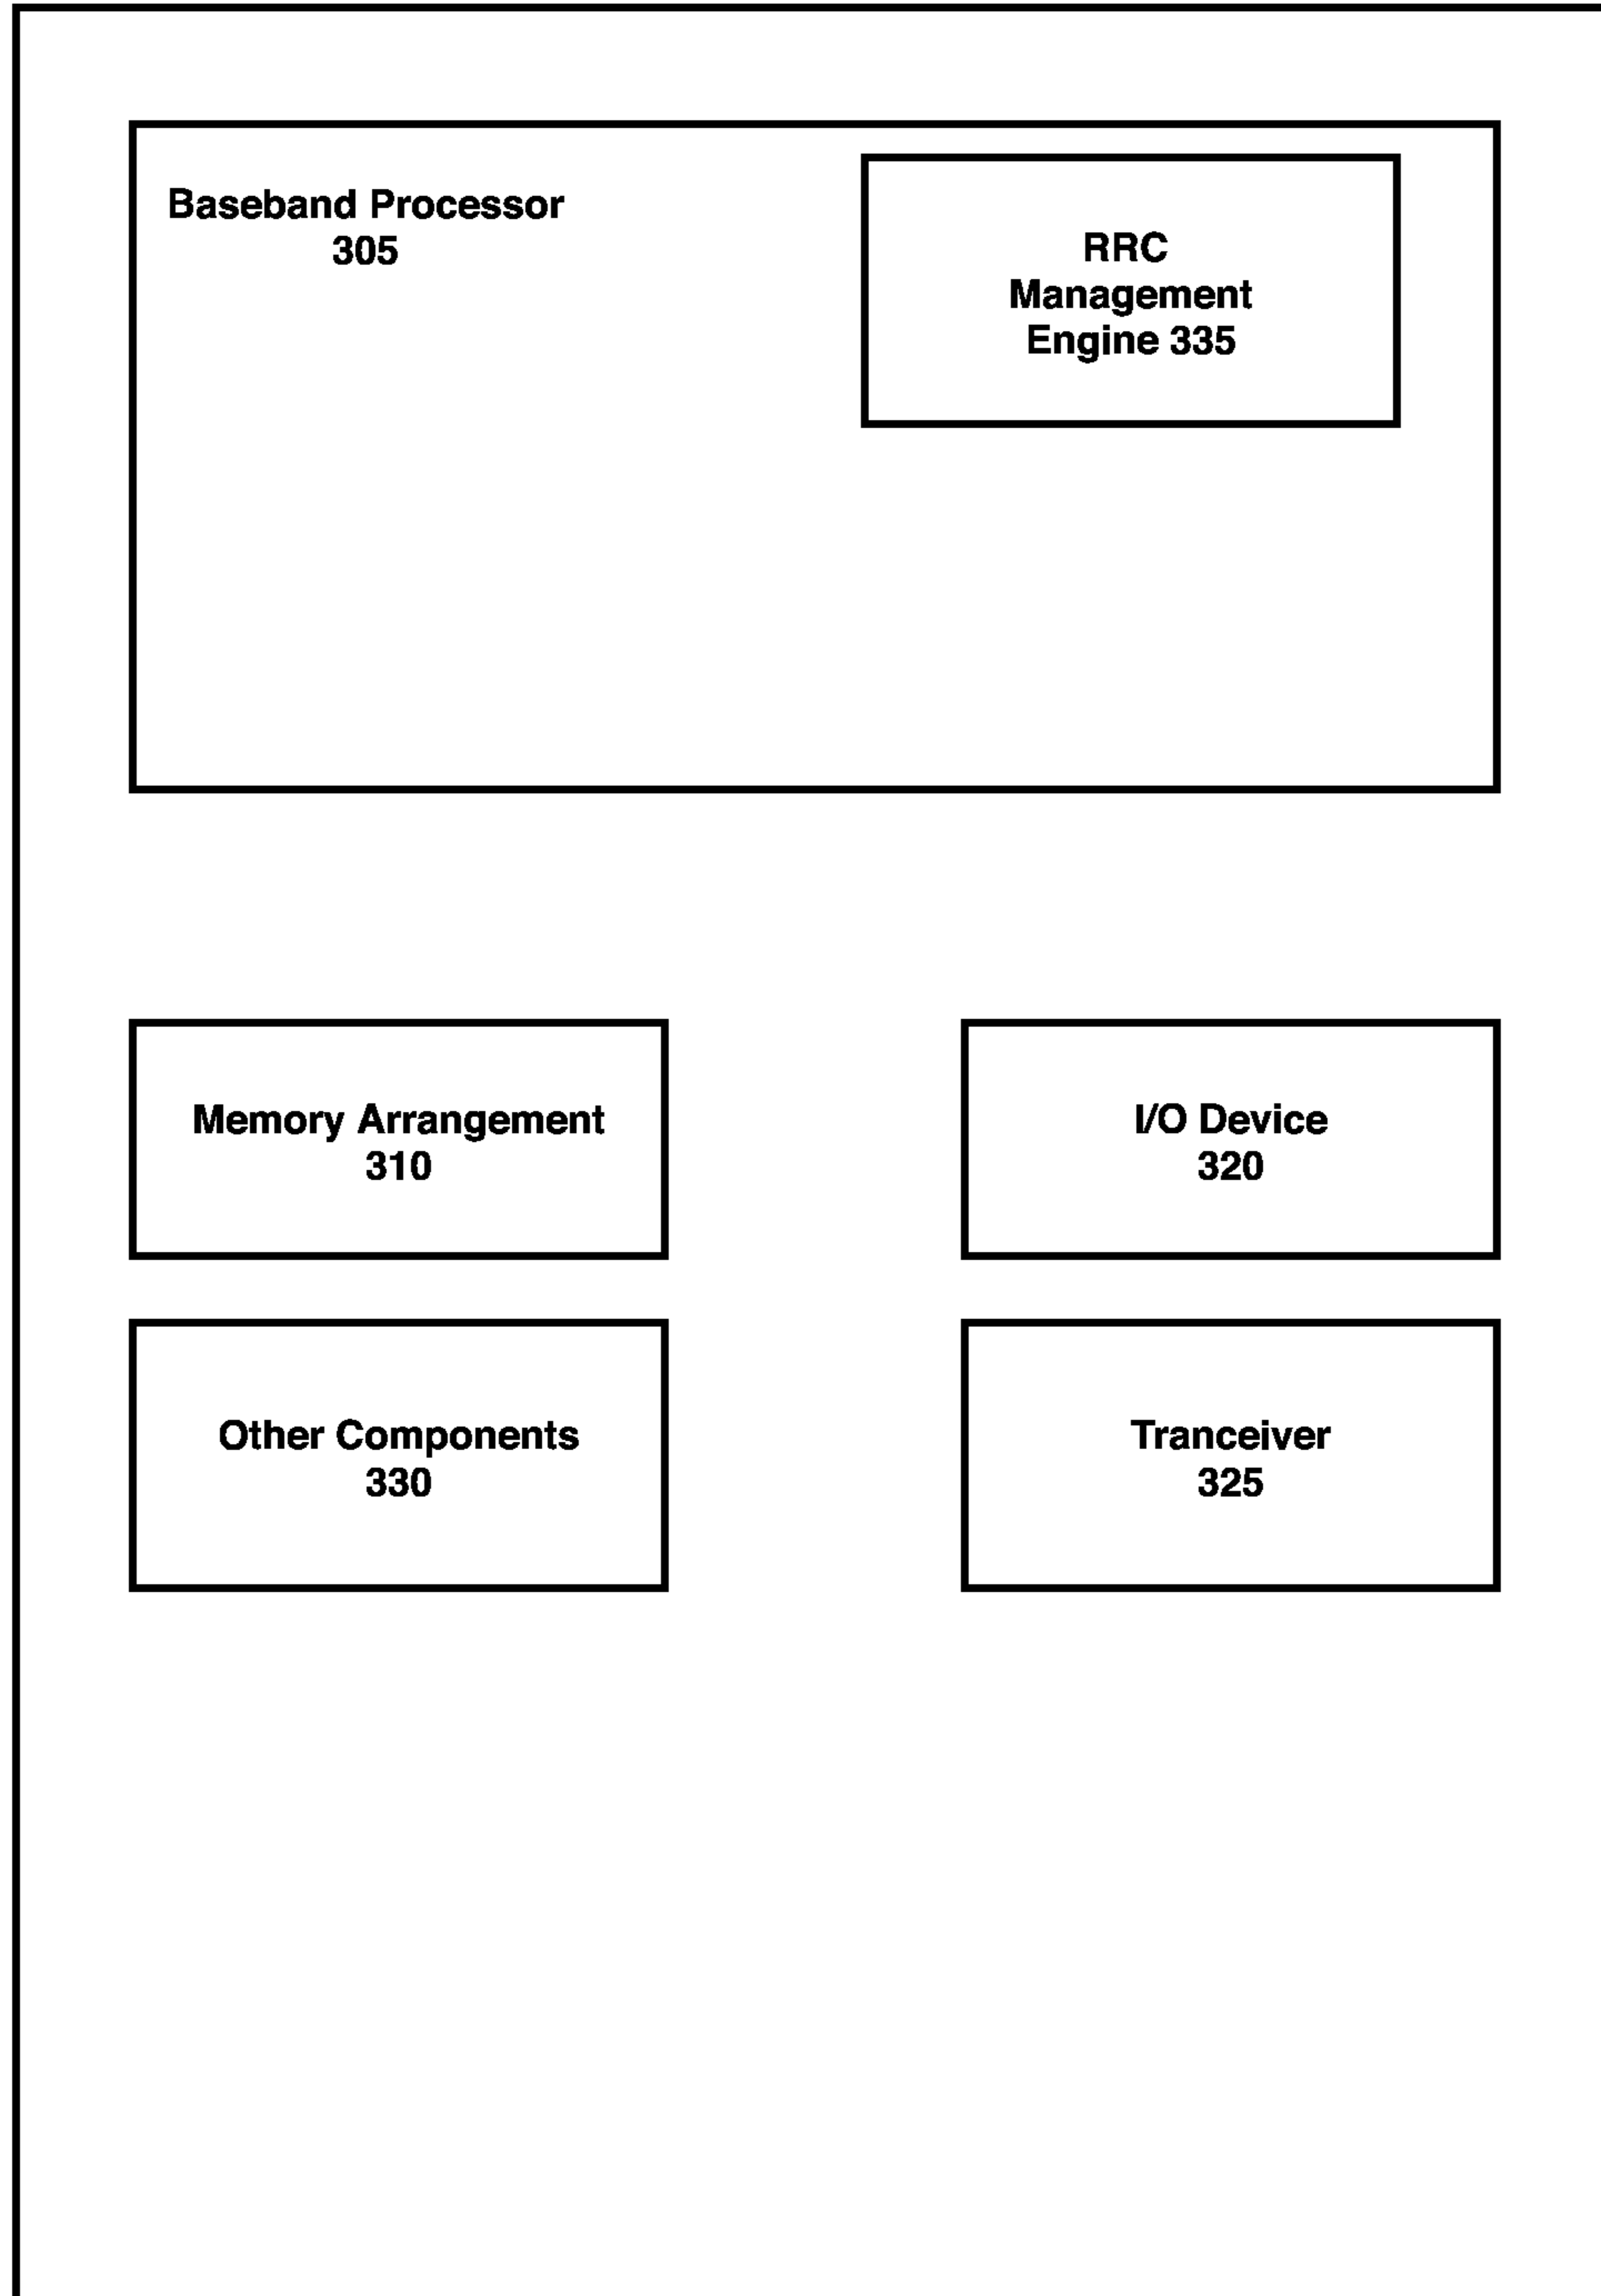 Baseband Processor
305
RRC
Management
Engine 335
Memory Arrangement
310
I/O Device
320
Other Components
330
Tranceiver
325